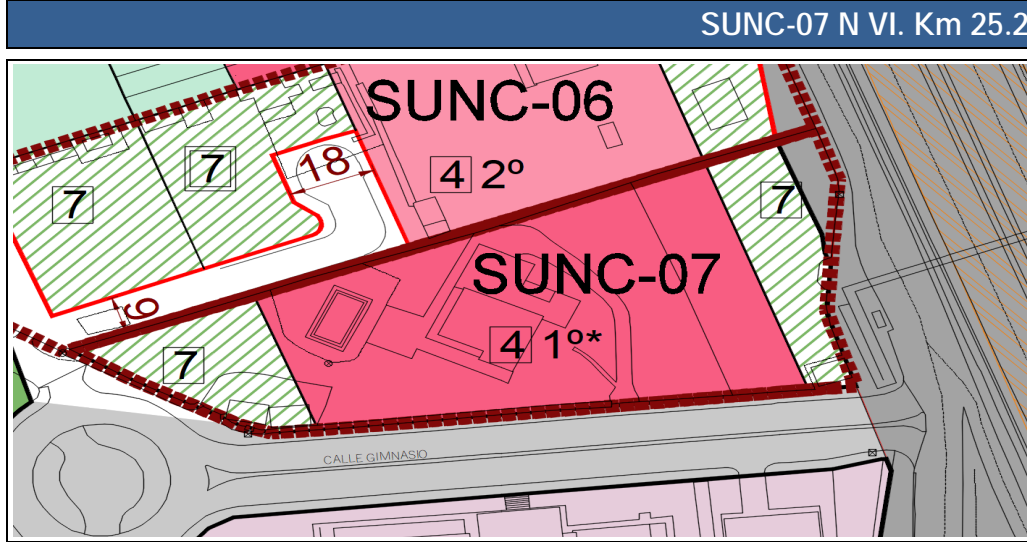 SUNC-07 N VI. Km 25.2
SUNC-06
18
7
4 2º
7
7
SUNC-07
6
4 1º*
7
CALLE GIMNASIO